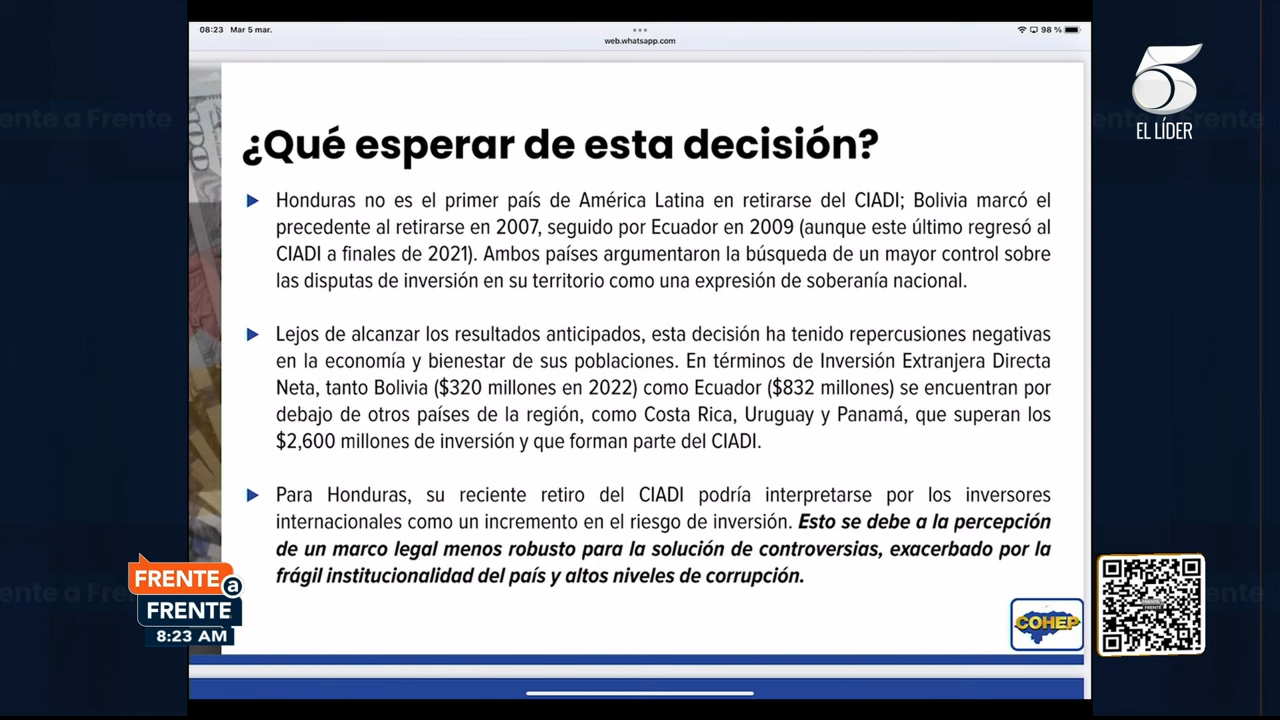 08:23 Mar 5 mar.
web.whatsapp.com
98 %
5
EL LÍDER
¿Qué esperar de esta decisión?
Honduras no es el primer país de América Latina en retirarse del CIADI; Bolivia marcó el
precedente al retirarse en 2007, seguido por Ecuador en 2009 (aunque este último regresó al
CIADI a finales de 2021). Ambos países argumentaron la búsqueda de un mayor control sobre
las disputas de inversión en su territorio como una expresión de soberanía nacional.
Lejos de alcanzar los resultados anticipados, esta decisión ha tenido repercusiones negativas
en la economía y bienestar de sus poblaciones. En términos de Inversión Extranjera Directa
Neta, tanto Bolivia ($320 millones en 2022) como Ecuador ($832 millones) se encuentran por
debajo de otros países de la región, como Costa Rica, Uruguay y Panamá, que superan los
$2,600 millones de inversión y que forman parte del CIADI.
Para Honduras, su reciente retiro del CIADI podría interpretarse por los inversores
internacionales como un incremento en el riesgo de inversión. Esto se debe a la percepción
de un marco legal menos robusto para la solución de controversias, exacerbado por la
frágil institucionalidad del país y altos niveles de corrupción.
FRENTE a
FRENTE
8:23 AM
COHEP